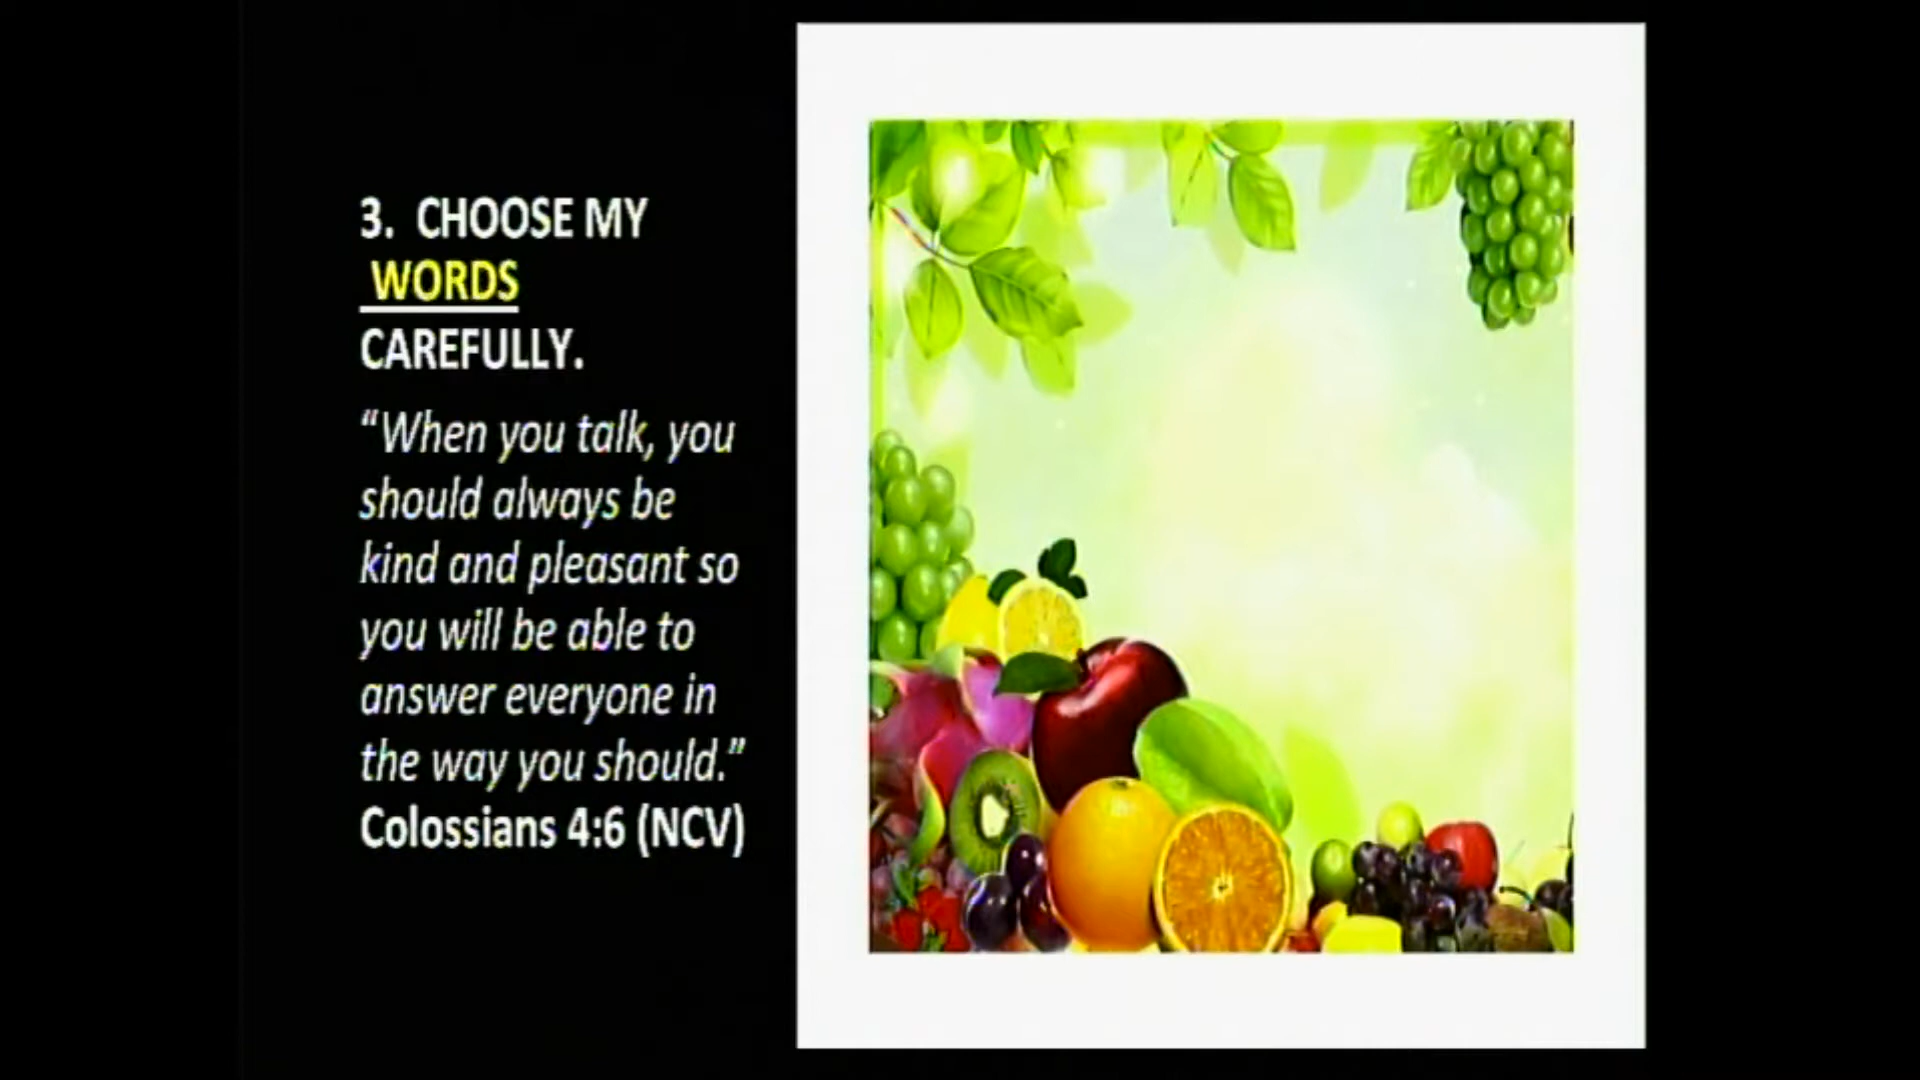 3. CHOOSE MY
WORDS
CAREFULLY.
“When you talk, you
should always be
kind and pleasant so
you will be able to
answer everyone in
the way you should.”
Colossians 4:6 (NCV)